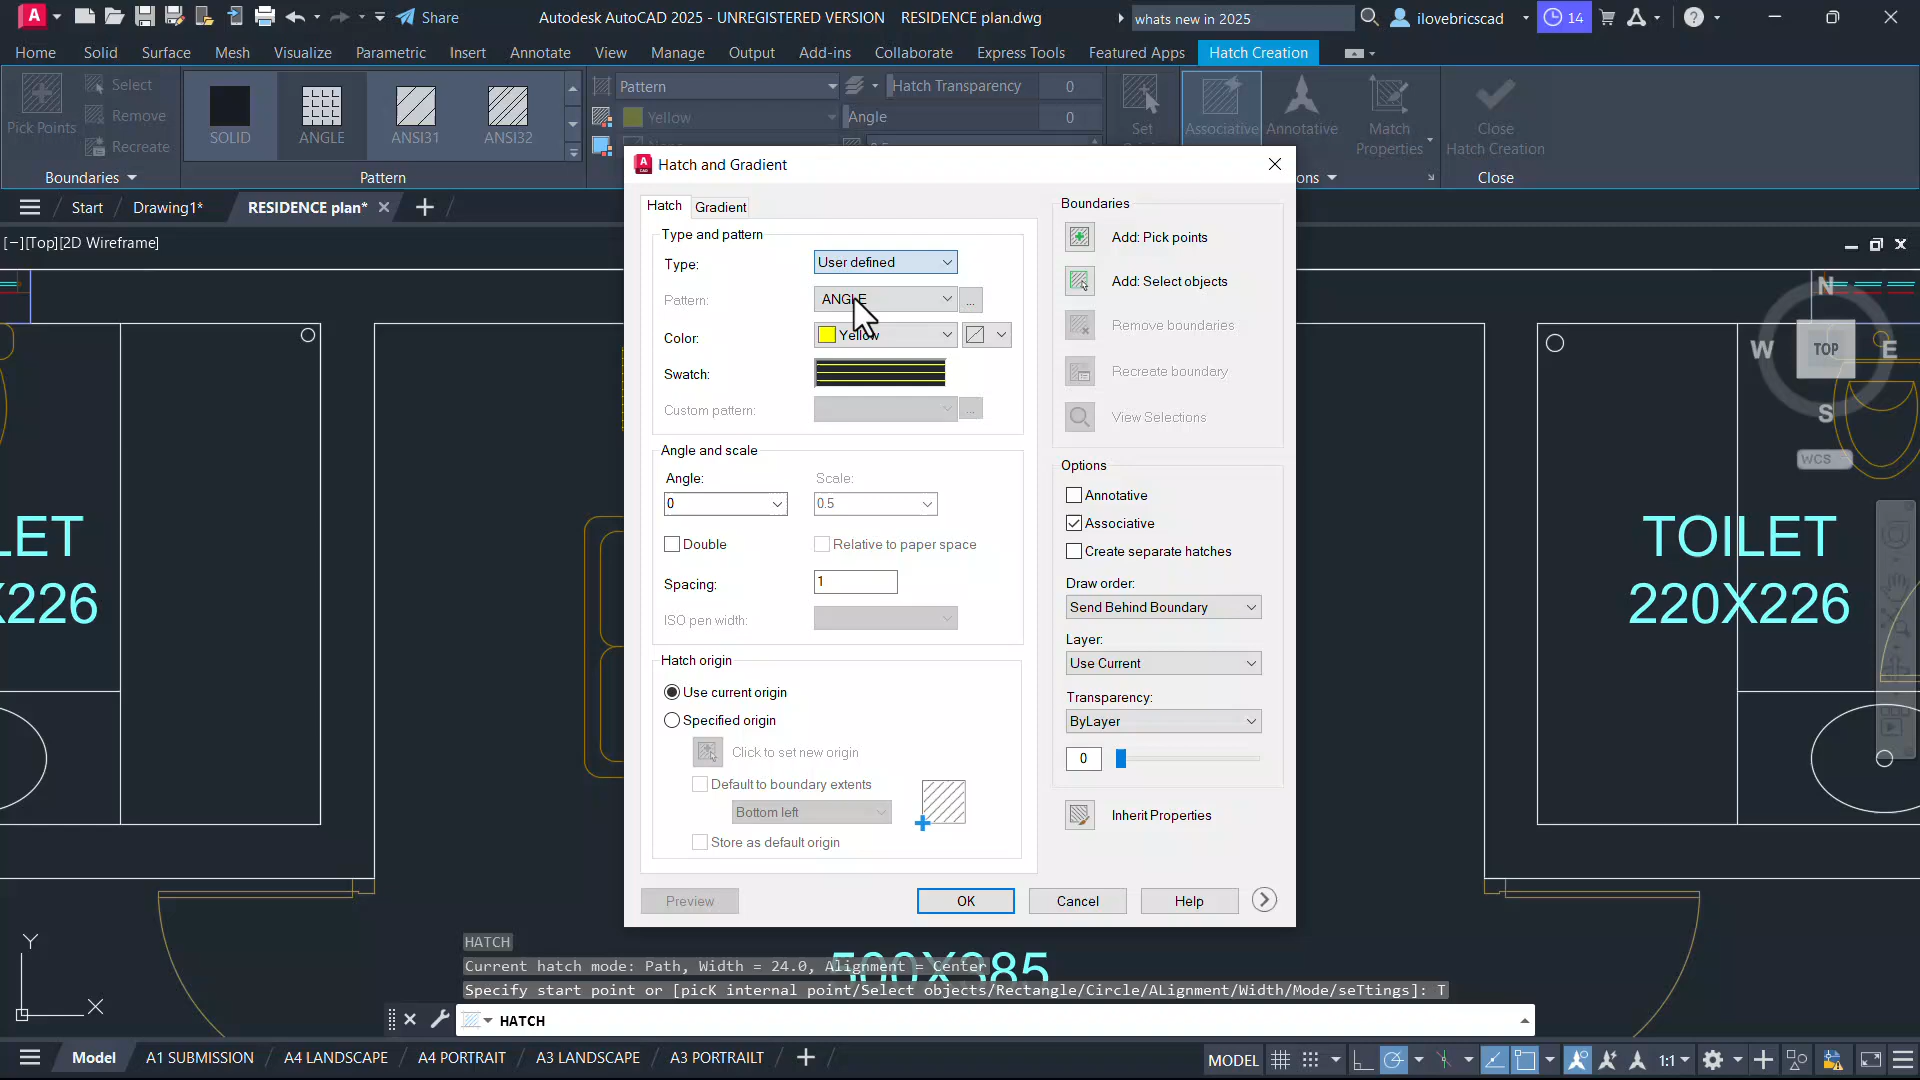 Share
Autodesk AutoCAD 2025 - UNREGISTERED VERSION RESIDENCE plan.dwg
whats new in 2025
ilovebricscad
14
Home Solid Surface Mesh Visualize Parametric Insert Annotate View Manage Output Add-ins Collaborate Express Tools Featured Apps Hatch Creation
Pick Points
Select
Remove
Recreate
Boundaries
SOLID
ANGLE
ANSI31
ANSI32
Pattern
Pattern
Yellow
Hatch Transparency 0
Angle 0
Set
Associative
Annotative
Match
Properties
Close
Hatch Creation
Close
Start
Drawing1*
RESIDENCE plan*
[−][Top][2D Wireframe]
Hatch and Gradient
Hatch
Gradient
Type and pattern
Type: User defined
Pattern: ANGLE ...
Color: Yellow
Swatch:
Custom pattern: ...
Angle and scale
Angle: Scale:
0 0.5
Double Relative to paper space
Spacing: 1
ISO pen width:
Hatch origin
Use current origin
Specified origin
Click to set new origin
Default to boundary extents
Bottom left
Store as default origin
Boundaries
Add: Pick points
Add: Select objects
Remove boundaries
Recreate boundary
View Selections
Options
Annotative
Associative
Create separate hatches
Draw order:
Send Behind Boundary
Layer:
Use Current
Transparency:
ByLayer
0
Inherit Properties
Preview
OK
Cancel
Help
N
W TOP E
S
WCS
LET
X226
TOILET
220X226
Y
X
HATCH
Current hatch mode: Path, Width = 24.0, Alignment = Center
Specify start point or [picK internal point/Select objects/Rectangle/Circle/ALignment/Width/Mode/seTtings]: T
HATCH
Model A1 SUBMISSION A4 LANDSCAPE A4 PORTRAIT A3 LANDSCAPE A3 PORTRAILT
MODEL
1:1